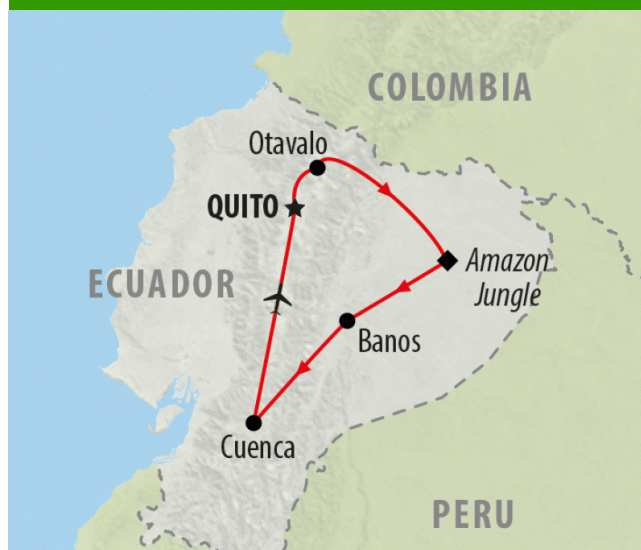 COLOMBIA
Otavalo
QUITO
Amazon
Jungle
ECUADOR
Banos
Cuenca
PERU